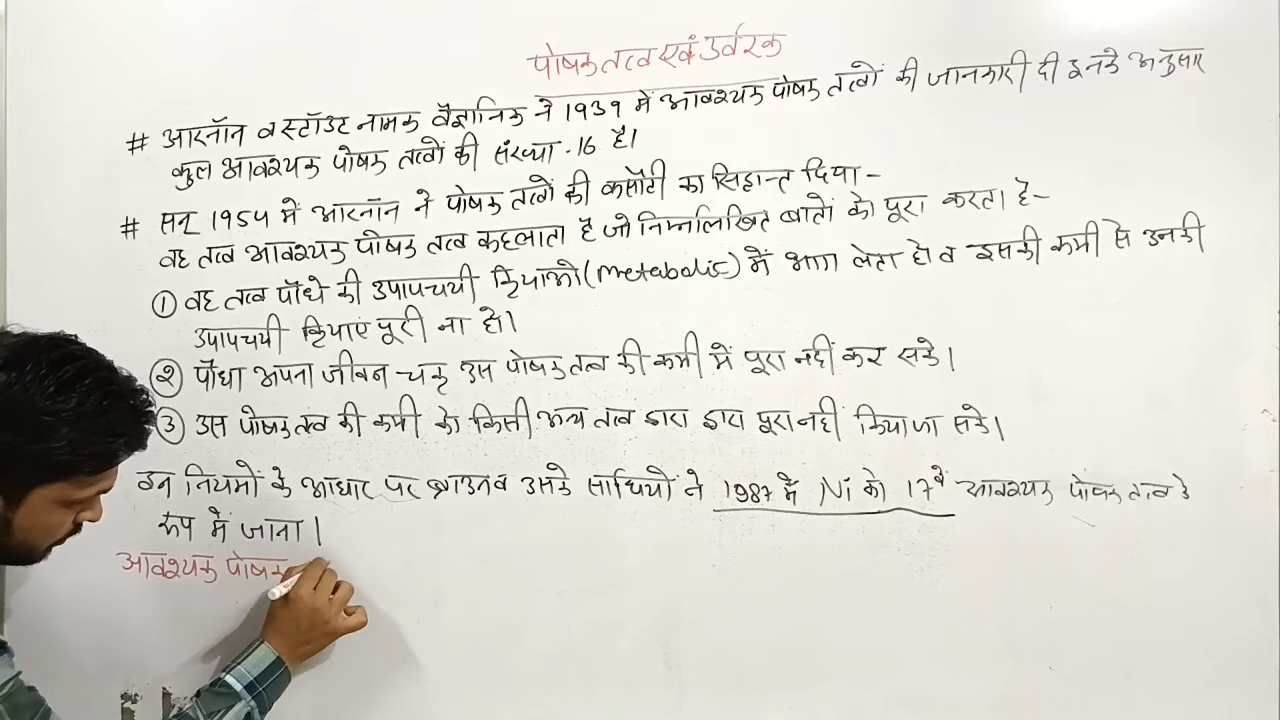 पोषक तत्व एवं उर्वरक
# आरनॉन व स्टॉउट नामक वैज्ञानिक ने 1939 में आवश्यक पोषक तत्वों की जानकारी दी इनके अनुसार
कुल आवश्यक पोषक तत्वों की संख्या - 16 है।
# सन् 1954 में आरनॉन ने पोषक तत्वों की कसौटी का सिद्दान्त दिया -
वह तत्व आवश्यक पोषक तत्व कहलाता है जो निम्नलिखित बातों को पूरा करता है -
① वह तत्व पौधे की उपापचयी क्रियाओ (metabolic) में भाग लेता हो व इसकी कमी से उनकी
उपापचयी क्रियाएं पूरी ना हो।
② पौधा अपना जीवन-चक्र उस पोषक तत्व की कमी में पूरा नहीं कर सके।
③ उस पोषक तत्व की कमी को किसी अन्य तत्व द्वारा द्वारा पूरा नही किया जा सके।
इन नियमों के आधार पर ब्राउन व उसके साथियों ने 1987 में Ni को 17वें आवश्यक पोषक तत्व के
रूप में जाना।
आवश्यक पोषक